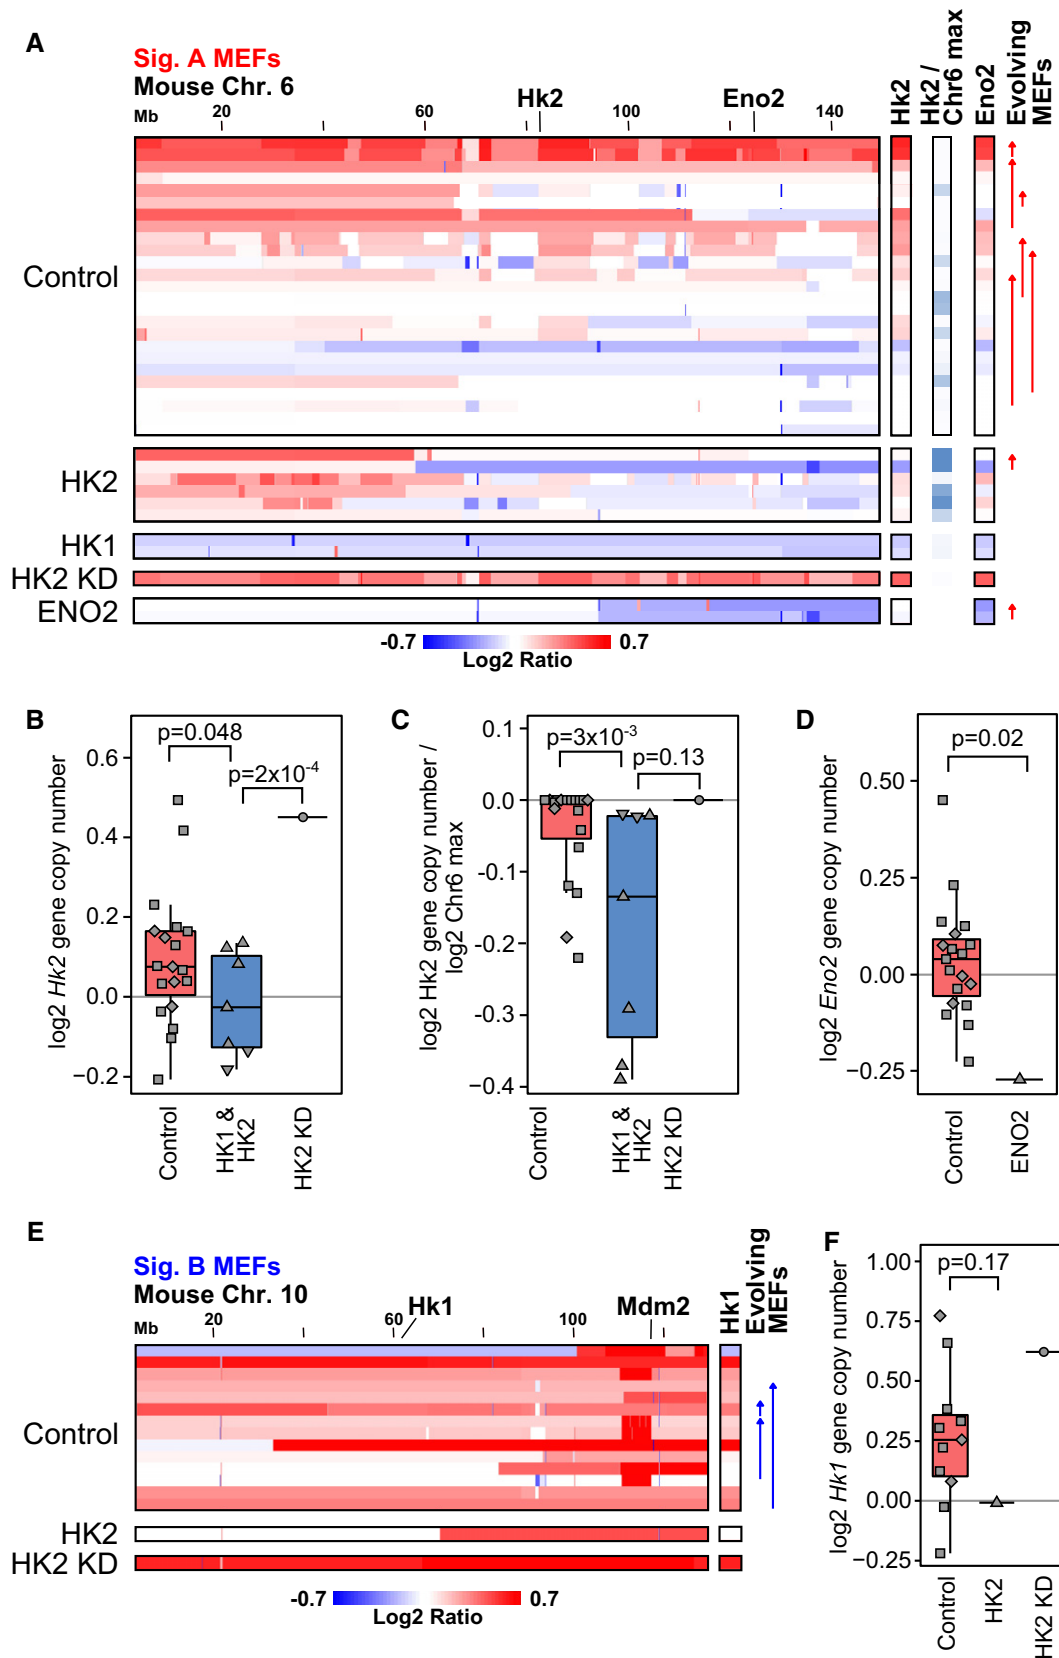 A
Sig. A MEFs
Mouse Chr. 6
Mb 20 60 Hk2 100 Eno2 140
Hk2
Hk2 /
Chr6 max
Eno2
Evolving
MEFs
Control
HK2
HK1
HK2 KD
ENO2
-0.7 0.7
Log2 Ratio
B
log2 Hk2 gene copy number
p=0.048
p=2x10-4
0.6
0.4
0.2
0.0
−0.2
Control
HK1 &
HK2
HK2 KD
C
log2 Hk2 gene copy number /
log2 Chr6 max
p=3x10-3
p=0.13
0.1
0.0
-0.1
-0.2
-0.3
-0.4
Control
HK1 &
HK2
HK2 KD
D
log2 Eno2 gene copy number
p=0.02
0.50
0.25
0.00
−0.25
Control
ENO2
E
Sig. B MEFs
Mouse Chr. 10
Mb 20 60 Hk1 100 Mdm2
Hk1
Evolving
MEFs
Control
HK2
HK2 KD
-0.7 0.7
Log2 Ratio
F
log2 Hk1 gene copy number
p=0.17
1.00
0.75
0.50
0.25
0.00
−0.25
Control
HK2
HK2 KD